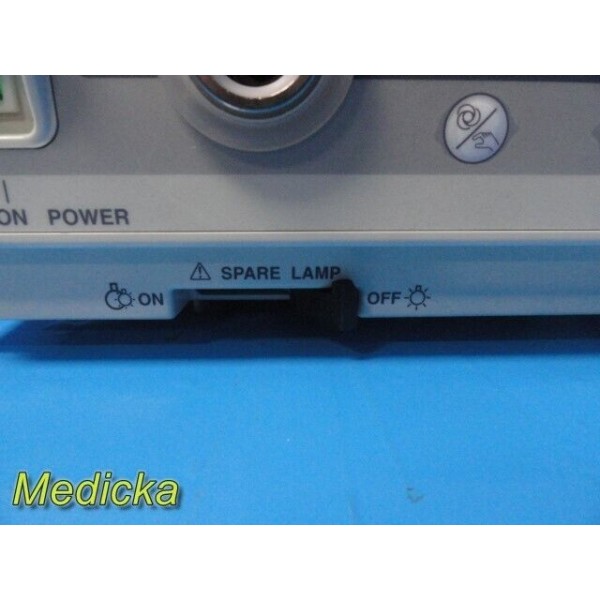 ON POWER
⚠ SPARE LAMP
ON OFF
Medicka